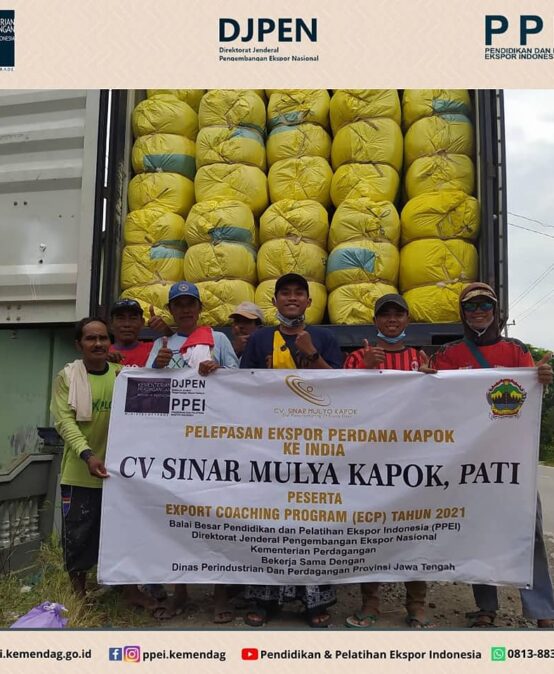 DJPEN
Direktorat Jenderal
Pengembangan Ekspor Nasional
PENDIDIKAN DAN
EKSPOR INDONES
DJPEN
PPEI
CV. SINAR MULYO KAPOK
PELEPASAN EKSPOR PERDANA KAPOK
KE INDIA
CV SINAR MULYA KAPOK, PATI
PESERTA
EXPORT COACHING PROGRAM (ECP) TAHUN 2021
Balai Besar Pendidikan dan Pelatihan Ekspor Indonesia (PPEI)
Direktorat Jenderal Pengembangan Ekspor Nasional
Kementerian Perdagangan
Bekerja Sama Dengan
Dinas Perindustrian Dan Perdagangan Provinsi Jawa Tengah
i.kemendag.go.id
ppei.kemendag
Pendidikan & Pelatihan Ekspor Indonesia
0813-883